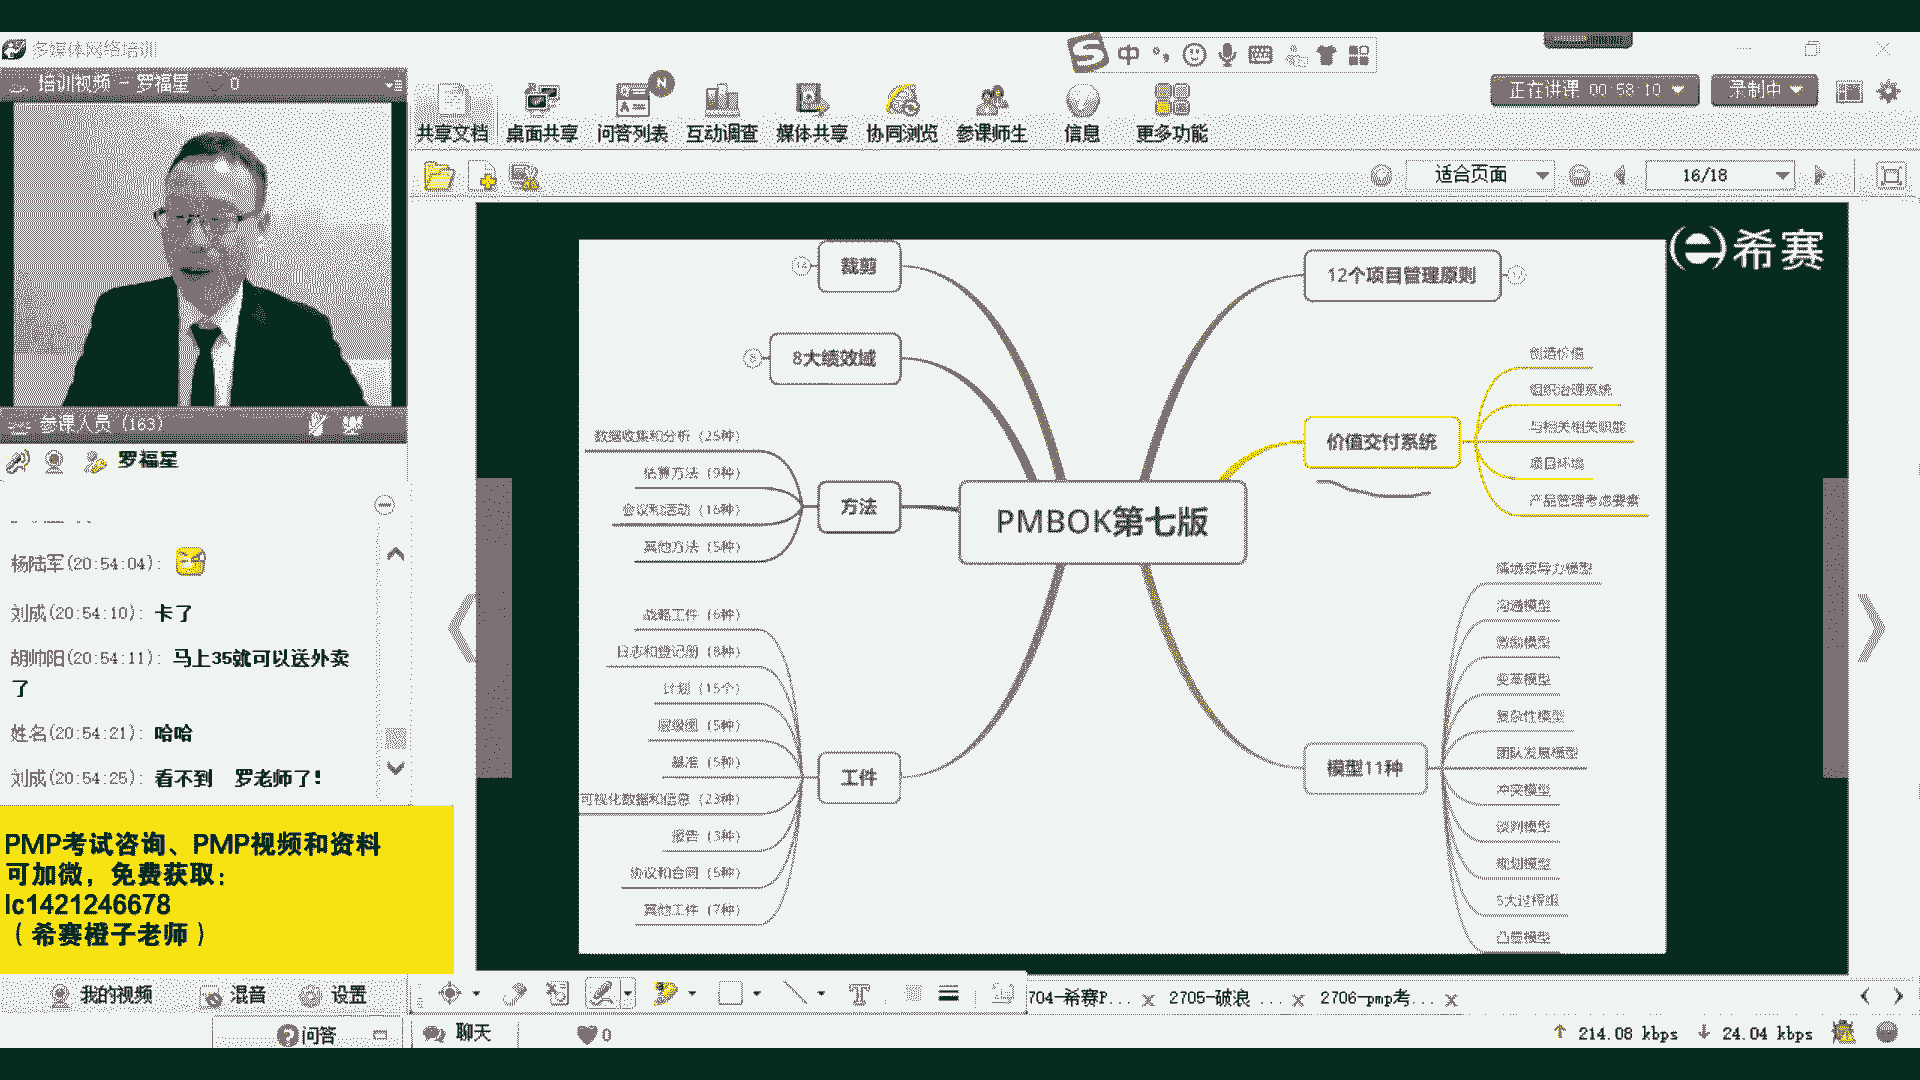 多媒体网络培训
中
培训视频 - 罗福星 0
正在讲课 00:58:10
录制中
共享文档 桌面共享 问答列表 互动调查 媒体共享 协同浏览 参课师生 信息 更多功能
适合页面
16/18
希赛
参课人员 (163)
罗福星
杨陆军(20:54:04):
刘成(20:54:10): 卡了
胡帅阳(20:54:11): 马上35就可以送外卖
了
姓名(20:54:21): 哈哈
刘成(20:54:25): 看不到 罗老师了!
PMP考试咨询、PMP视频和资料
可加微，免费获取：
lc1421246678
（希赛橙子老师）
PMBOK第七版
裁剪
8大绩效域
8
方法
数据收集和分析（25种）
估算方法（9种）
会议和活动（16种）
其他方法（5种）
工件
战略工件（6种）
日志和登记册（8种）
计划（15个）
层级图（5种）
基准（5种）
可视化数据和信息（23种）
报告（3种）
协议和合同（5种）
其他工件（7种）
12个项目管理原则
价值交付系统
创造价值
组织治理系统
与相关相关职能
项目环境
产品管理考虑要素
模型11种
情境领导力模型
沟通模型
激励模型
变革模型
复杂性模型
团队发展模型
冲突模型
谈判模型
规划模型
5大过程组
凸显模型
我的视频 混音 设置
704-希赛P... 2705-破浪 ... 2706-pmp考...
问答
聊天
0
214.08 kbps 24.04 kbps